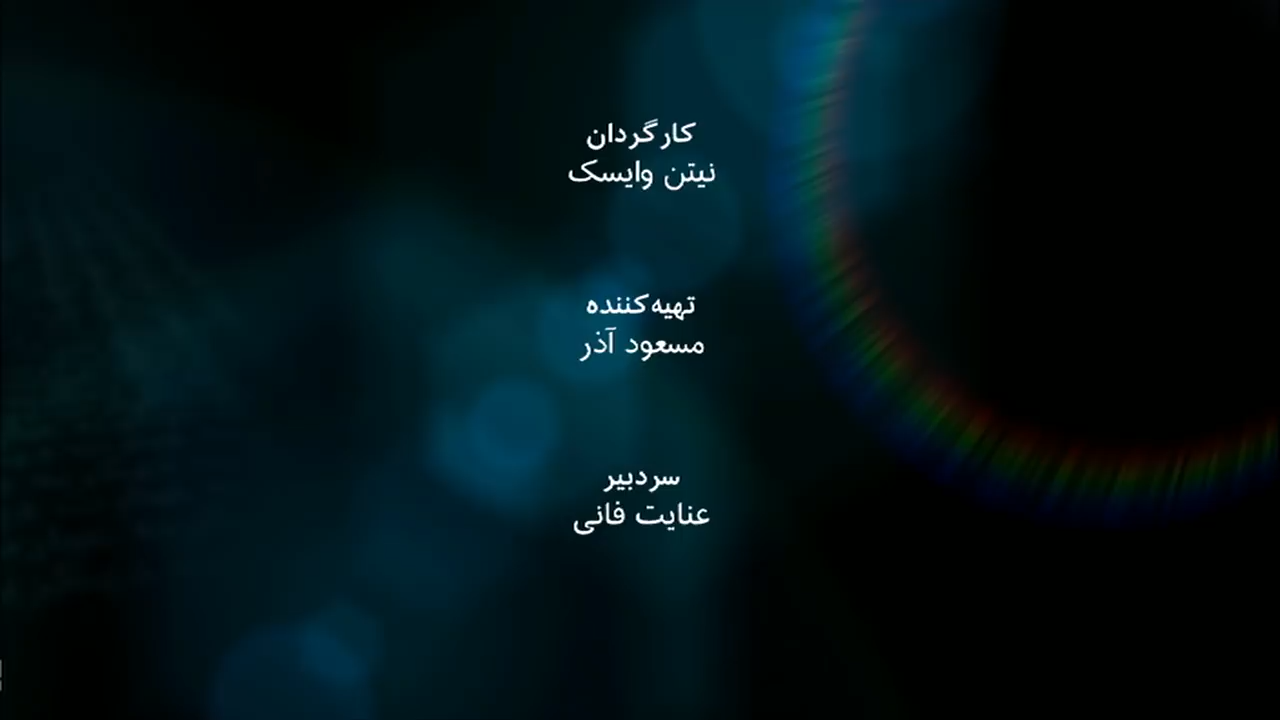 کارگردان
نیتن وایسک
تهیه‌کننده
مسعود آذر
سردبیر
عنایت فانی